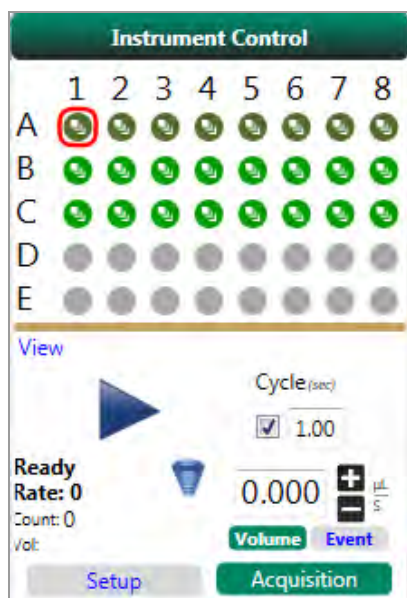 Instrument Control
1 2 3 4 5 6 7 8
A
B
C
D
E
View
Cycle (sec)
1.00
Ready
Rate: 0
Count: 0
Vol:
0.000
µL
S
Volume Event
Setup Acquisition